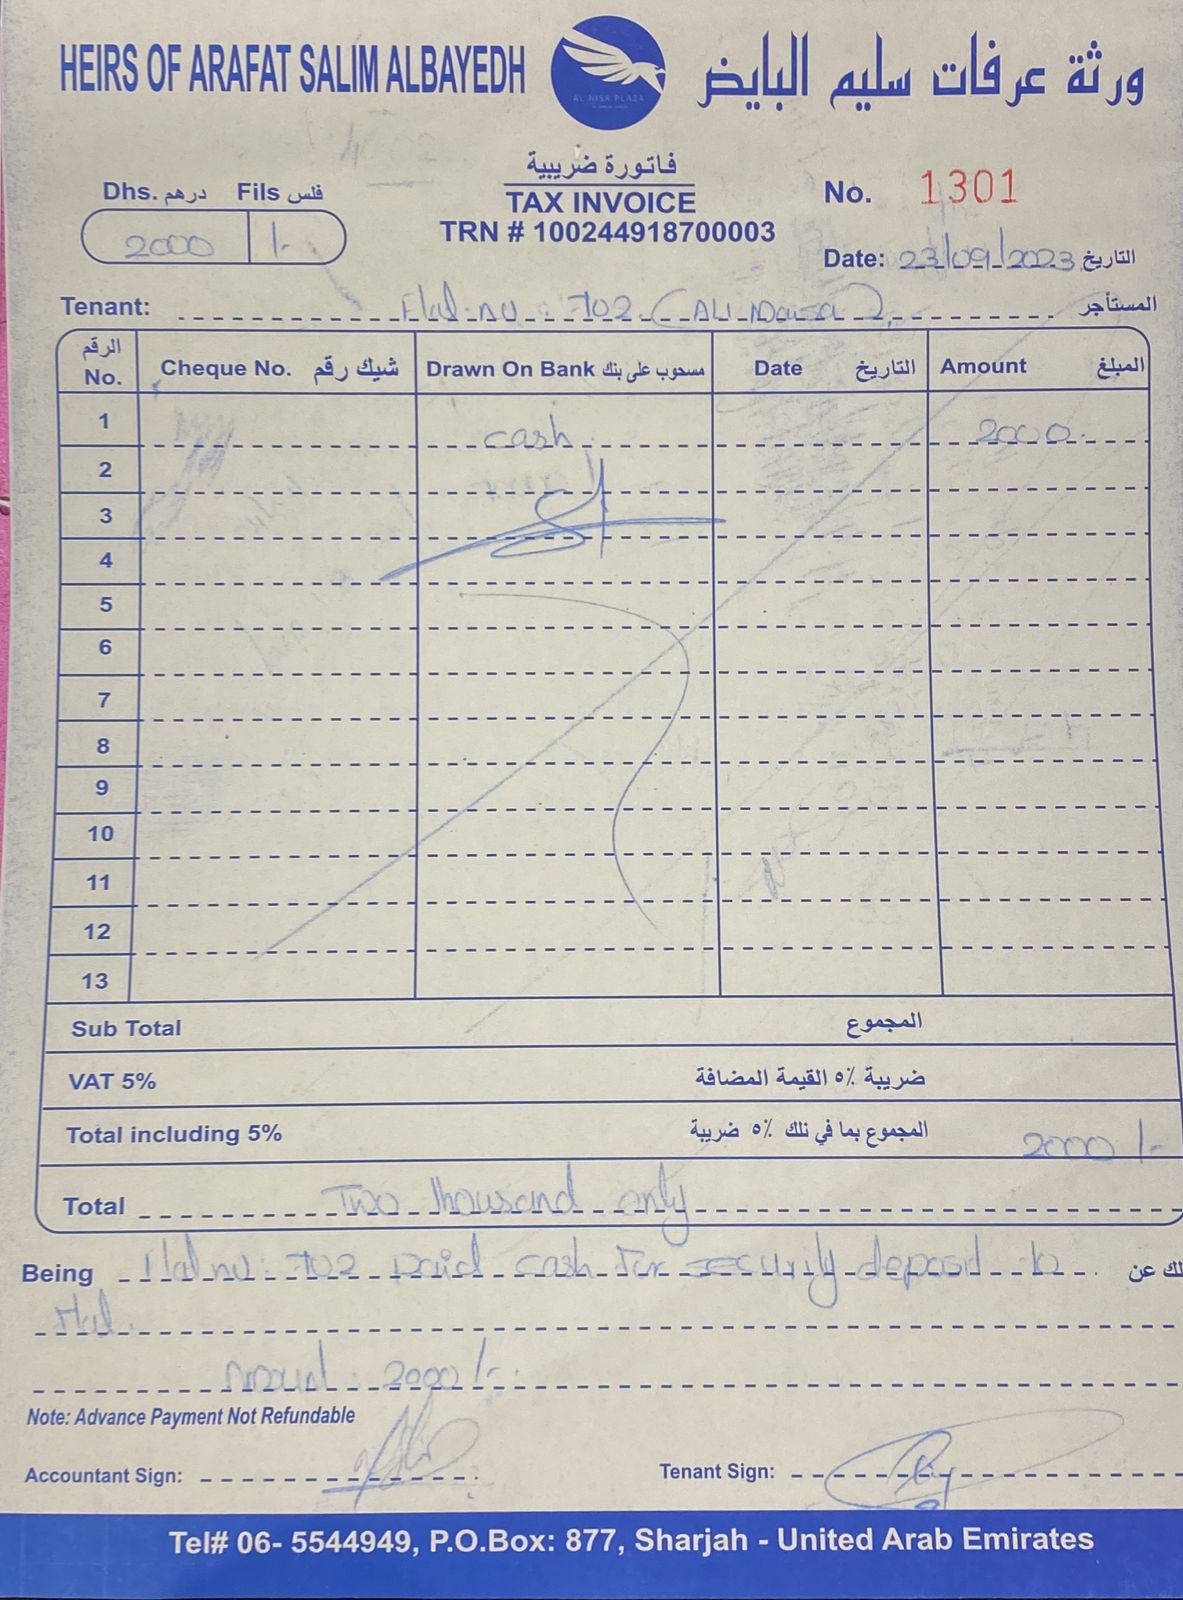 HEIRS OF ARAFAT SALIM ALBAYEDH
ورثة عرفات سليم البايض
AL NISR PLAZA
فاتورة ضريبية
TAX INVOICE
TRN # 100244918700003
Dhs. درهم Fils فلس
2000 /-
No. 1301
Date: 23/09/2023 التاريخ
Tenant: Flat no: 702 (ALI ) المستأجر
الرقم No. Cheque No. شيك رقم Drawn On Bank مسحوب على بنك Date التاريخ Amount المبلغ
1 cash 2000
2
3
4
5
6
7
8
9
10
11
12
13
Sub Total المجموع
VAT 5% ضريبة ٥٪ القيمة المضافة
Total including 5% المجموع بما في ذلك ٥٪ ضريبة 2000 /-
Total Two thousand only
Being Flat no: 702 paid cash for security deposit to لك عن
Amount: 2000/-
Note: Advance Payment Not Refundable
Accountant Sign:
Tenant Sign:
Tel# 06- 5544949, P.O.Box: 877, Sharjah - United Arab Emirates